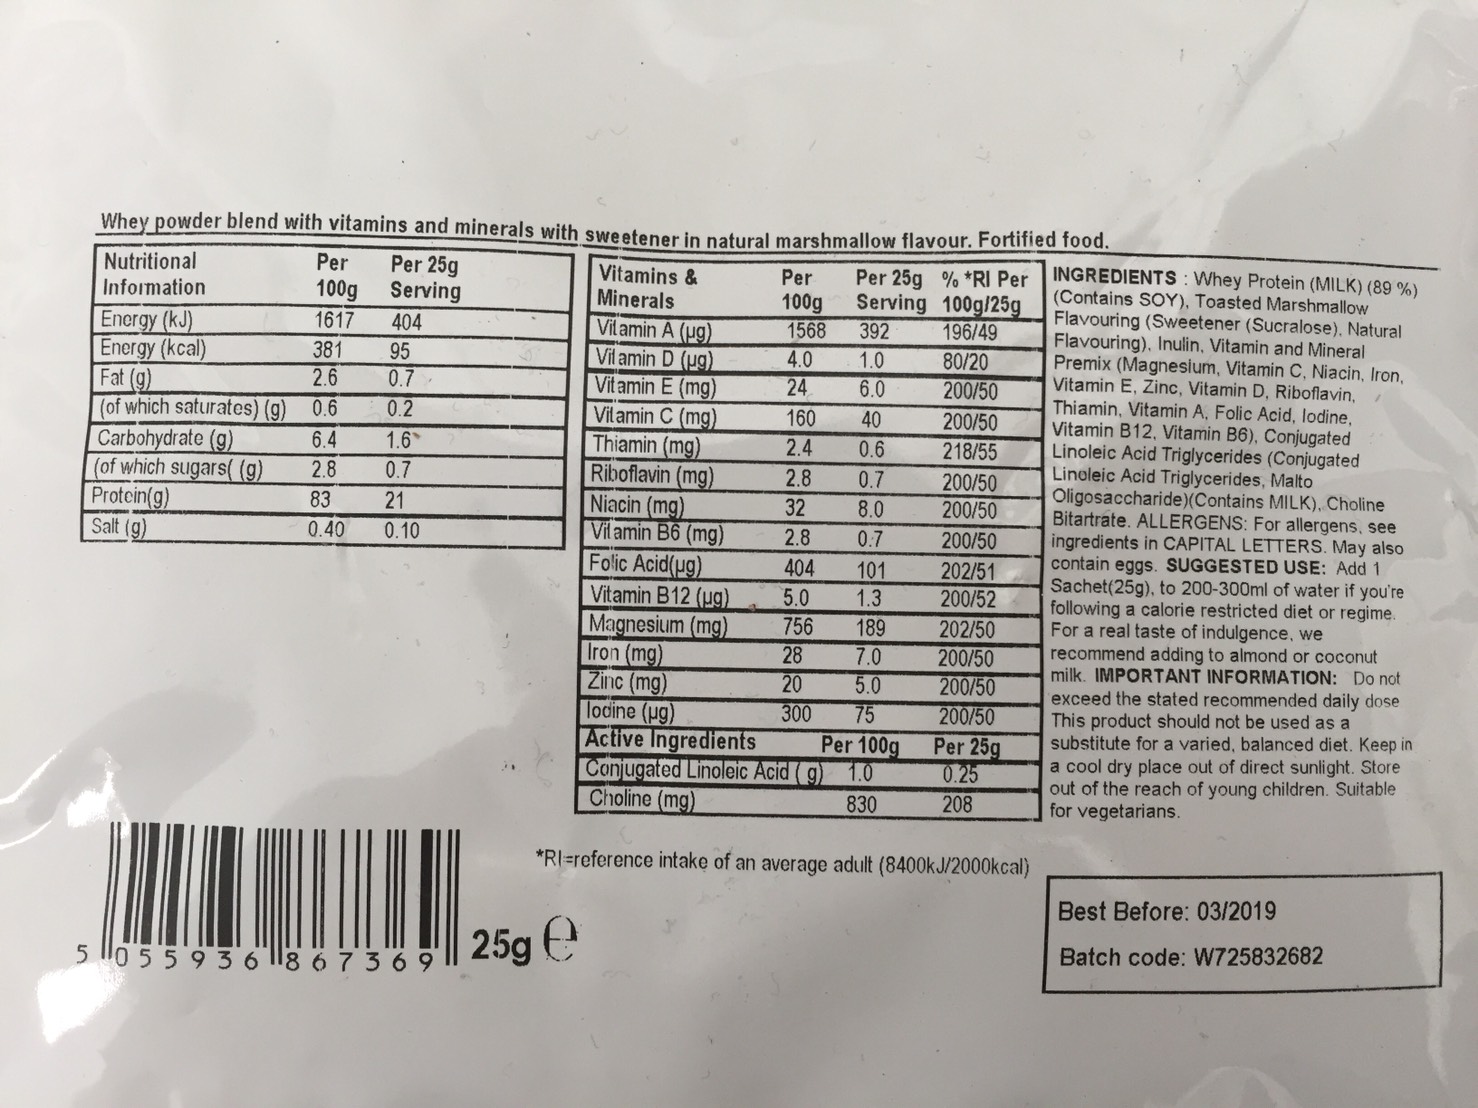 Whey powder blend with vitamins and minerals with sweetener in natural marshmallow flavour. Fortified food.
Nutritional Information Per 100g Per 25g Serving
Energy (kJ) 1617 404
Energy (kcal) 381 95
Fat (g) 2.6 0.7
(of which saturates) (g) 0.6 0.2
Carbohydrate (g) 6.4 1.6
(of which sugars( (g) 2.8 0.7
Protein(g) 83 21
Salt (g) 0.40 0.10
Vitamins & Minerals Per 100g Per 25g Serving % *RI Per 100g/25g
Vitamin A (µg) 1568 392 196/49
Vitamin D (µg) 4.0 1.0 80/20
Vitamin E (mg) 24 6.0 200/50
Vitamin C (mg) 160 40 200/50
Thiamin (mg) 2.4 0.6 218/55
Riboflavin (mg) 2.8 0.7 200/50
Niacin (mg) 32 8.0 200/50
Vitamin B6 (mg) 2.8 0.7 200/50
Folic Acid(µg) 404 101 202/51
Vitamin B12 (µg) 5.0 1.3 200/52
Magnesium (mg) 756 189 202/50
Iron (mg) 28 7.0 200/50
Zinc (mg) 20 5.0 200/50
Iodine (µg) 300 75 200/50
Active Ingredients Per 100g Per 25g
Conjugated Linoleic Acid ( g) 1.0 0.25
Choline (mg) 830 208
*RI=reference intake of an average adult (8400kJ/2000kcal)
INGREDIENTS : Whey Protein (MILK) (89 %)
(Contains SOY), Toasted Marshmallow
Flavouring (Sweetener (Sucralose), Natural
Flavouring), Inulin, Vitamin and Mineral
Premix (Magnesium, Vitamin C, Niacin, Iron,
Vitamin E, Zinc, Vitamin D, Riboflavin,
Thiamin, Vitamin A, Folic Acid, Iodine,
Vitamin B12, Vitamin B6), Conjugated
Linoleic Acid Triglycerides (Conjugated
Linoleic Acid Triglycerides, Malto
Oligosaccharide)(Contains MILK), Choline
Bitartrate. ALLERGENS: For allergens, see
ingredients in CAPITAL LETTERS. May also
contain eggs. SUGGESTED USE: Add 1
Sachet(25g), to 200-300ml of water if you're
following a calorie restricted diet or regime.
For a real taste of indulgence, we
recommend adding to almond or coconut
milk. IMPORTANT INFORMATION: Do not
exceed the stated recommended daily dose
This product should not be used as a
substitute for a varied, balanced diet. Keep in
a cool dry place out of direct sunlight. Store
out of the reach of young children. Suitable
for vegetarians.
5 055936 867369
25g e
Best Before: 03/2019
Batch code: W725832682